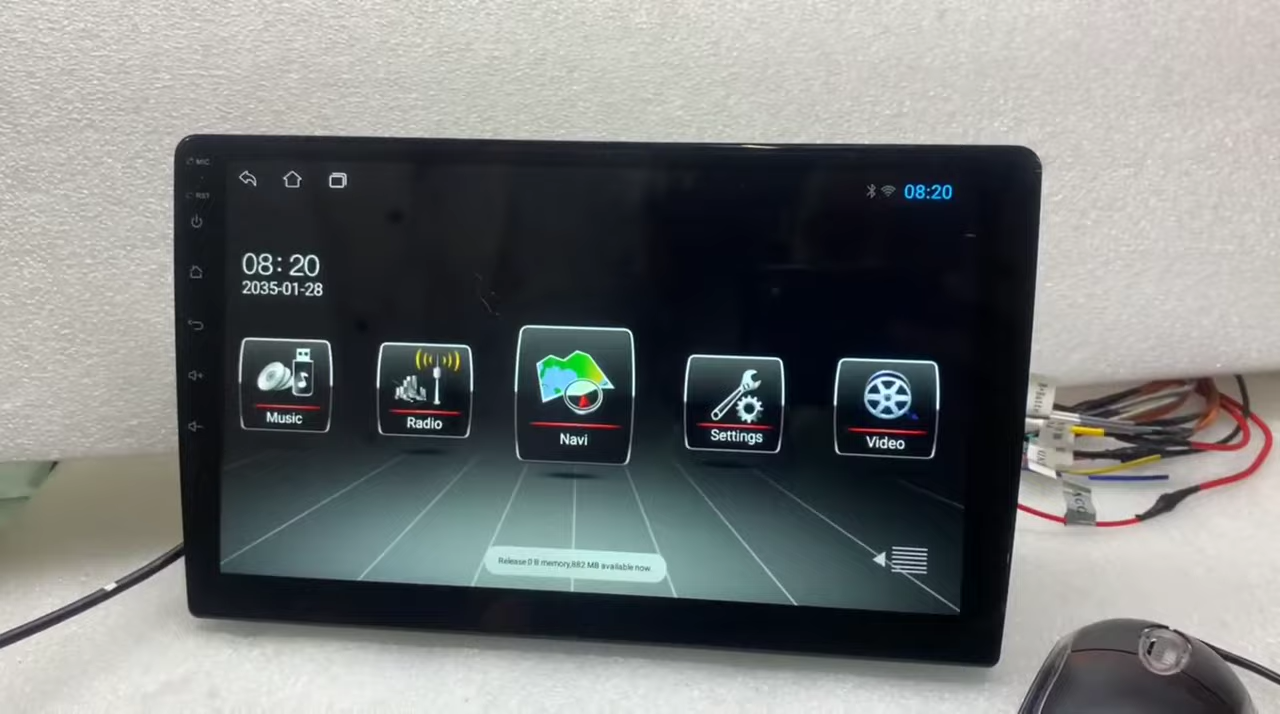 MIC
RST
08:20
08:20
2035-01-28
Music
Radio
Navi
Settings
Video
Release 0 B memory,882 MB available now.
ACC